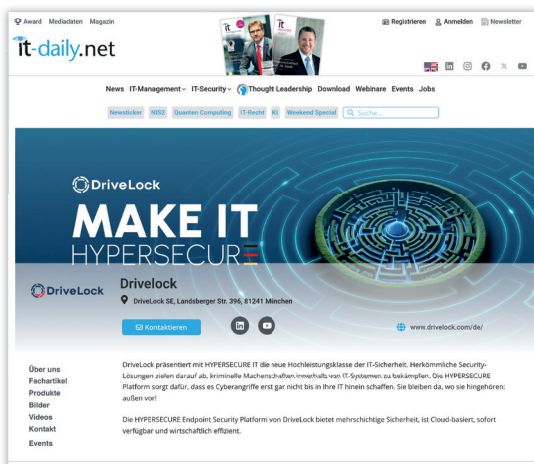 Award Mediadaten Magazin
Registrieren Anmelden Newsletter
it-daily.net
News IT-Management IT-Security Thought Leadership Download Webinare Events Jobs
Newsticker NIS2 Quanten Computing IT-Recht KI Weekend Special Suche...
DriveLock
MAKE IT
HYPERSECURE
DriveLock
Drivelock
DriveLock SE, Landsberger Str. 396, 81241 München
Kontaktieren
www.drivelock.com/de/
Über uns
Fachartikel
Produkte
Bilder
Videos
Kontakt
Events
DriveLock präsentiert mit HYPERSECURE IT die neue Hochleistungsklasse der IT-Sicherheit. Herkömmliche Security-
Lösungen zielen darauf ab, kriminelle Machenschaften innerhalb von IT-Systemen zu bekämpfen. Die HYPERSECURE
Platform sorgt dafür, dass es Cyberangriffe erst gar nicht bis in Ihre IT hinein schaffen. Sie bleiben da, wo sie hingehören:
außen vor!
Die HYPERSECURE Endpoint Security Platform von DriveLock bietet mehrschichtige Sicherheit, ist Cloud-basiert, sofort
verfügbar und wirtschaftlich effizient.